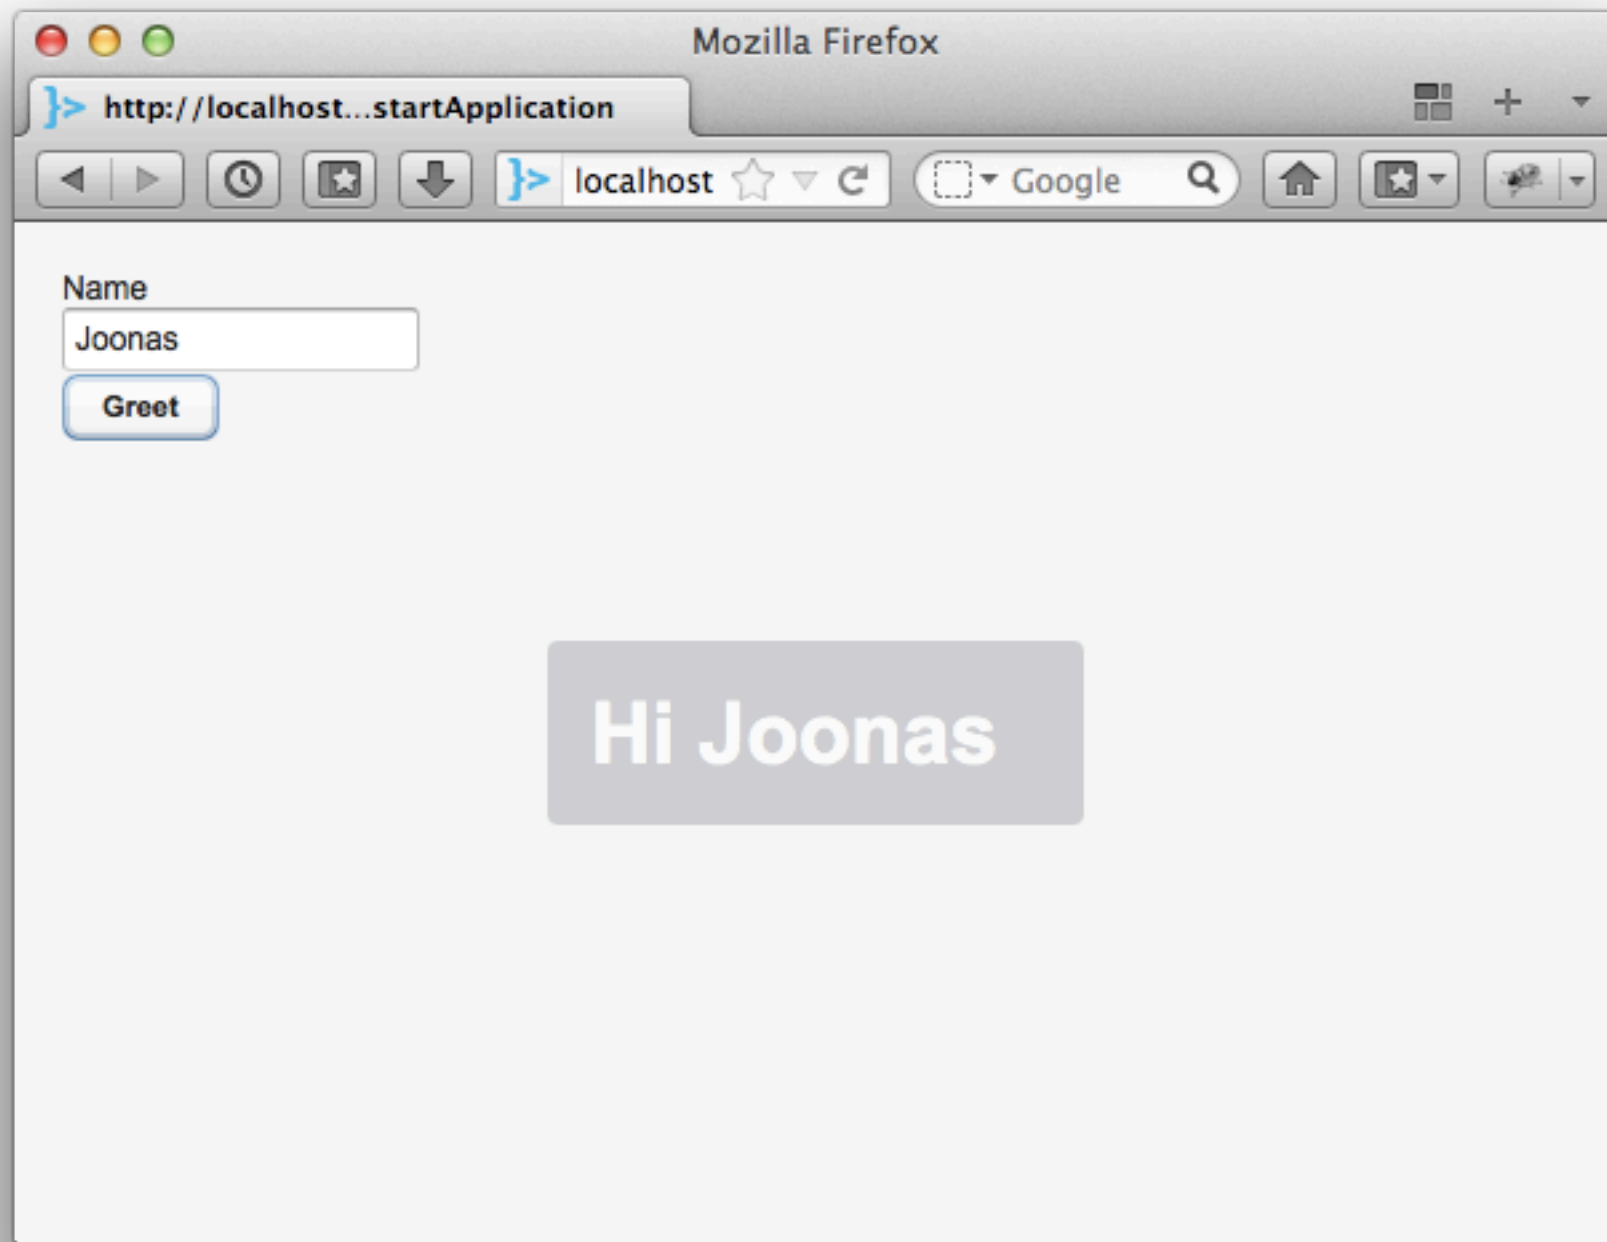 Mozilla Firefox
}> http://localhost...startApplication
}> localhost
Google
Name
Joonas
Greet
Hi Joonas